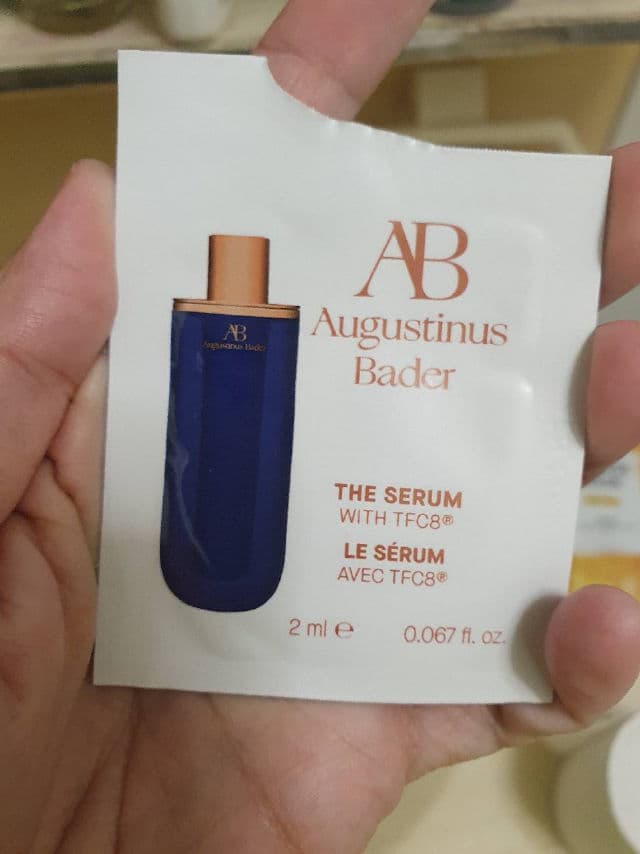 AB
Augustinus
Bader
AB
Augustinus Bader
THE SERUM
WITH TFC8®
LE SÉRUM
AVEC TFC8®
2 ml ℮
0.067 fl. oz.